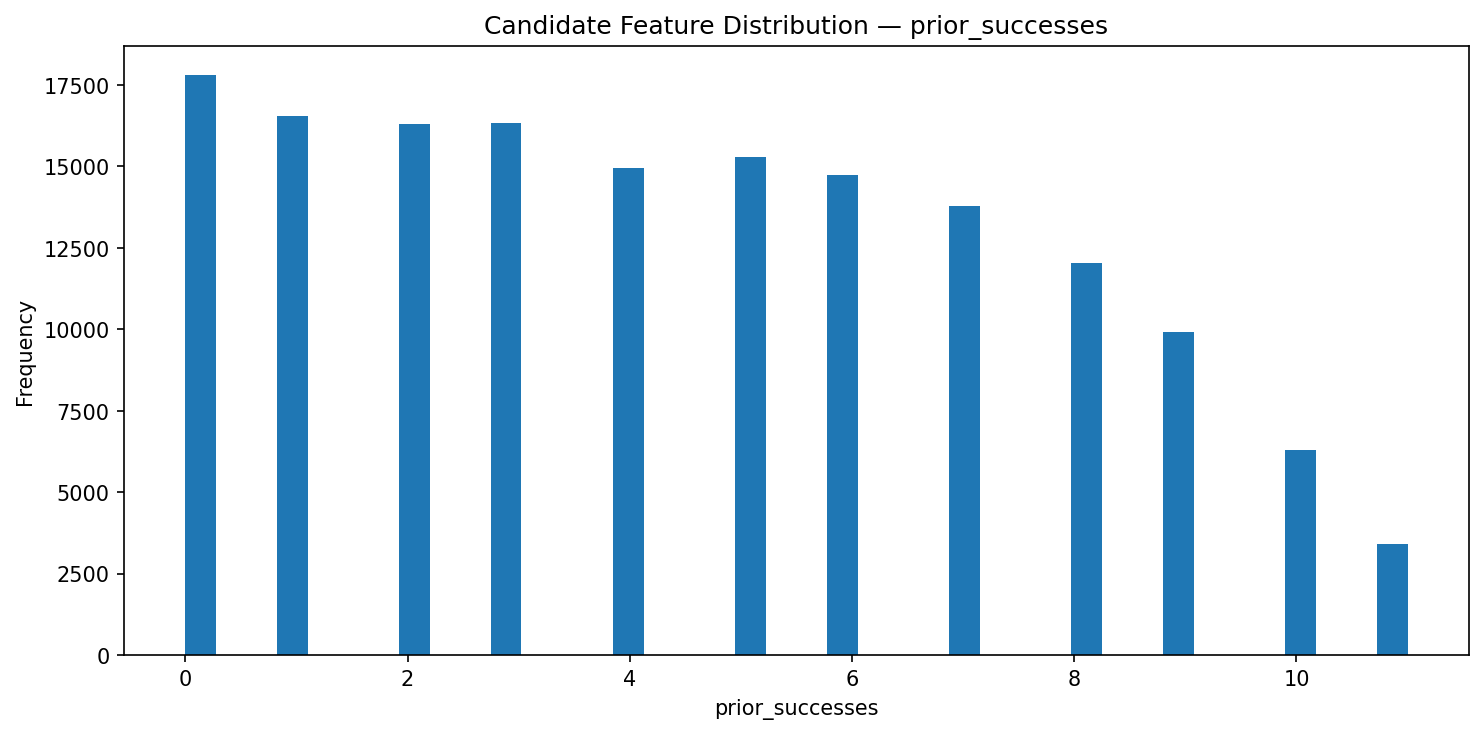 Candidate Feature Distribution — prior_successes
17500
15000
12500
10000
7500
5000
2500
0
Frequency
0 2 4 6 8 10
prior_successes